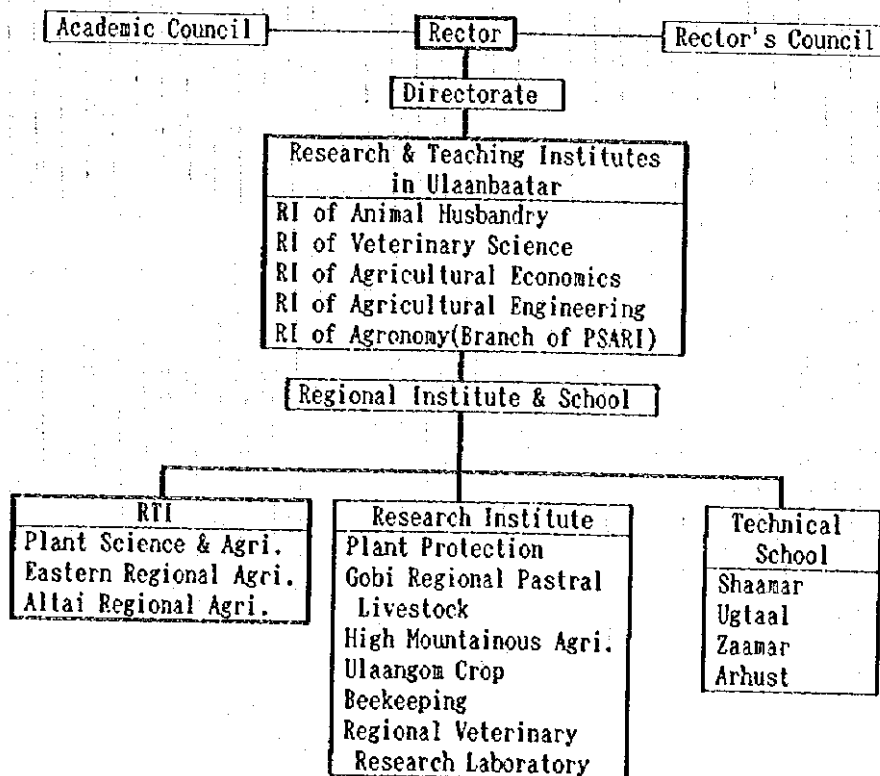 Academic Council
Rector
Rector's Council
Directorate
Research & Teaching Institutes
in Ulaanbaatar
RI of Animal Husbandry
RI of Veterinary Science
RI of Agricultural Economics
RI of Agricultural Engineering
RI of Agronomy(Branch of PSARI)
Regional Institute & School
RTI
Plant Science & Agri.
Eastern Regional Agri.
Altai Regional Agri.
Research Institute
Plant Protection
Gobi Regional Pastral
Livestock
High Mountainous Agri.
Ulaangom Crop
Beekeeping
Regional Veterinary
Research Laboratory
Technical
School
Shaamar
Ugtaal
Zaamar
Arhust